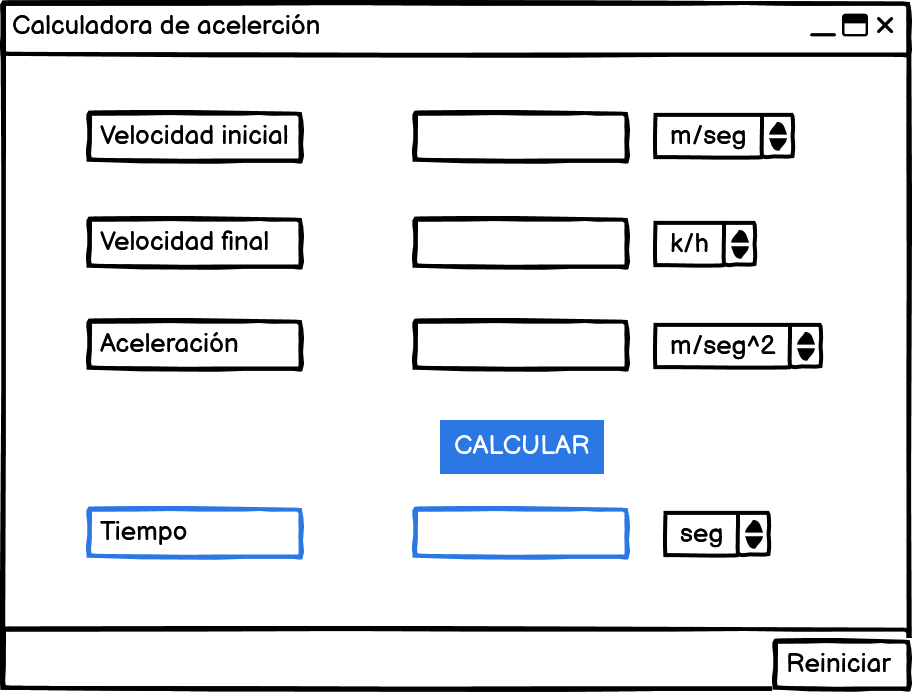 Calculadora de acelerción
Velocidad inicial
m/seg
Velocidad final
k/h
Aceleración
m/seg^2
CALCULAR
Tiempo
seg
Reiniciar